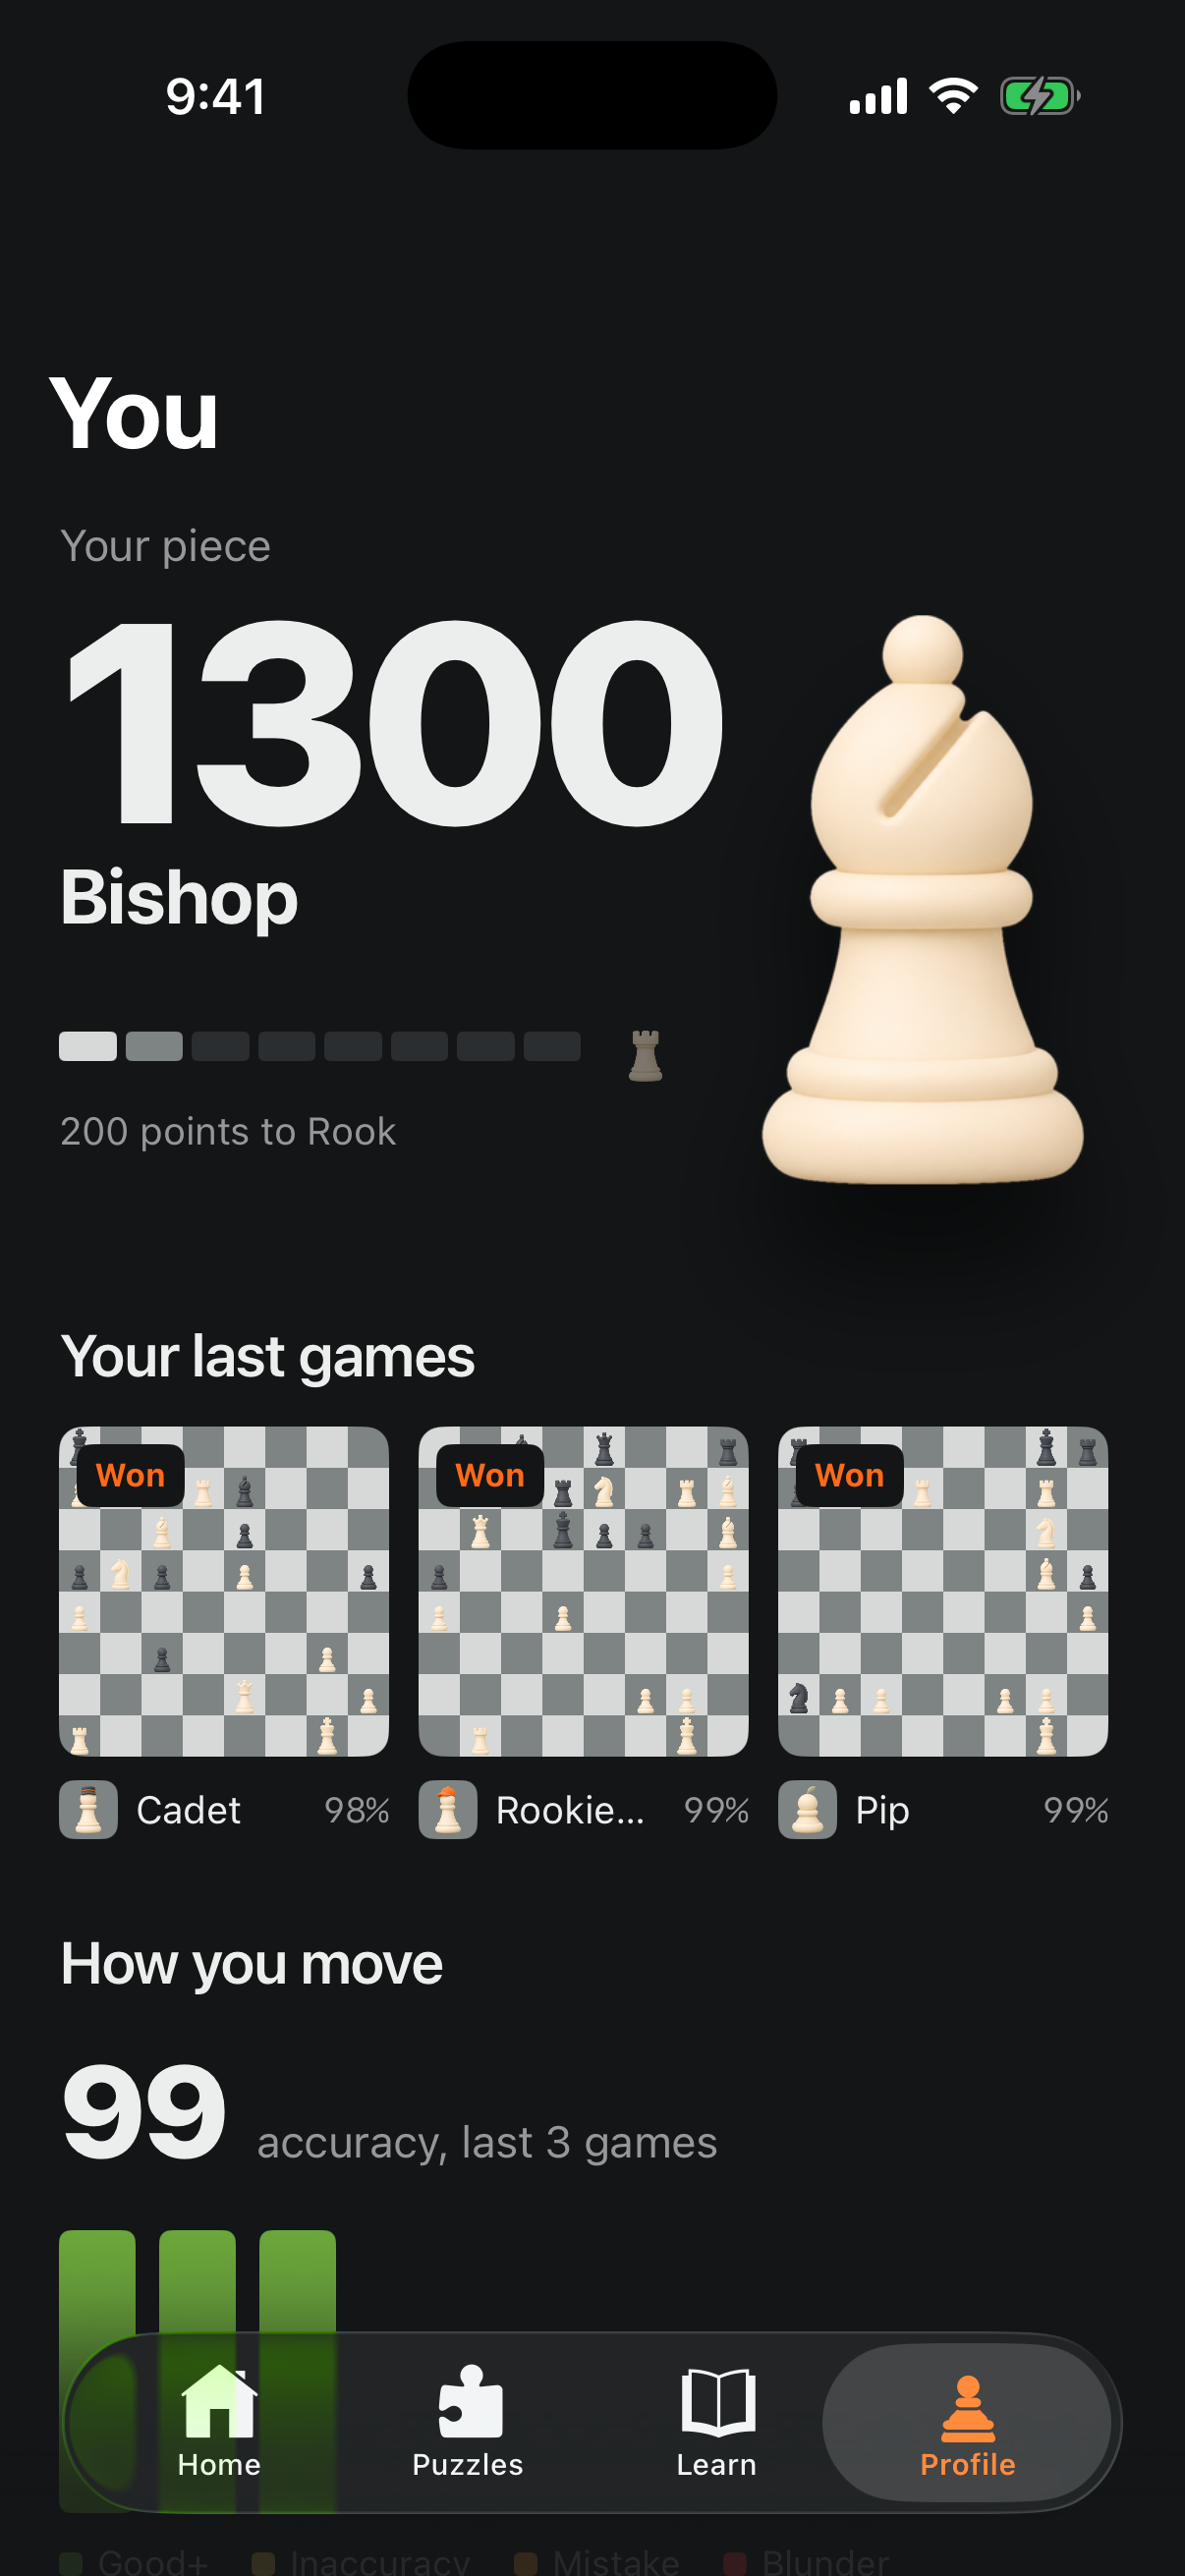 9:41
You
Your piece
1300
Bishop
200 points to Rook
Your last games
Won
Won
Won
Cadet 98%
Rookie... 99%
Pip 99%
How you move
99 accuracy, last 3 games
Home
Puzzles
Learn
Profile
Good+ Inaccuracy Mistake Blunder